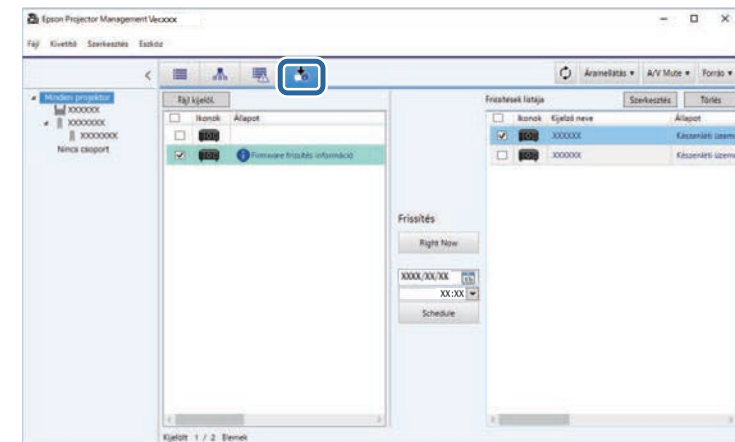 Epson Projector Management Ver.xxxx
Fájl Kivetítő Szerkesztés Eszköz
Áramellátás A/V Mute Forrás
Minden projektor
XXXXXX
XXXXXXX
XXXXXXX
Nincs csoport
Fájl kijelöl.
Ikonok Állapot
Firmware frissítés információ
Frissítés
Right Now
XXXX/XX/XX
XX:XX
Schedule
Frissítések listája Szerkesztés Törlés
Ikonok Kijelző neve Állapot
XXXXXX Készenléti üzem
XXXXXX Készenléti üzem
Kijelölt 1 / 2 Elemek